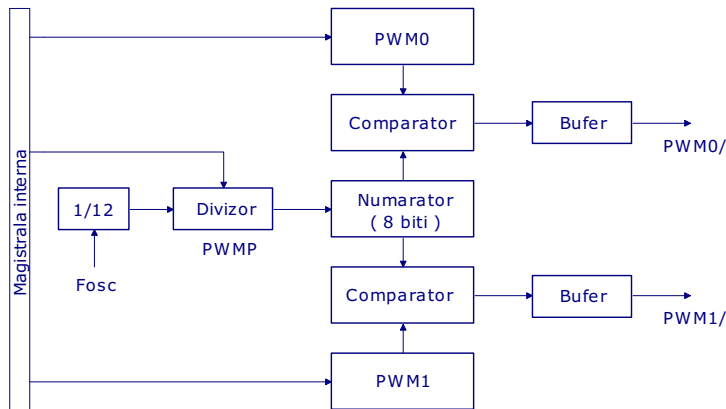 Magistrala interna
PWM0
Comparator
Bufer
PWM0/
1/12
Divizor
Numarator
( 8 biti )
PWMP
Fosc
Comparator
Bufer
PWM1/
PWM1